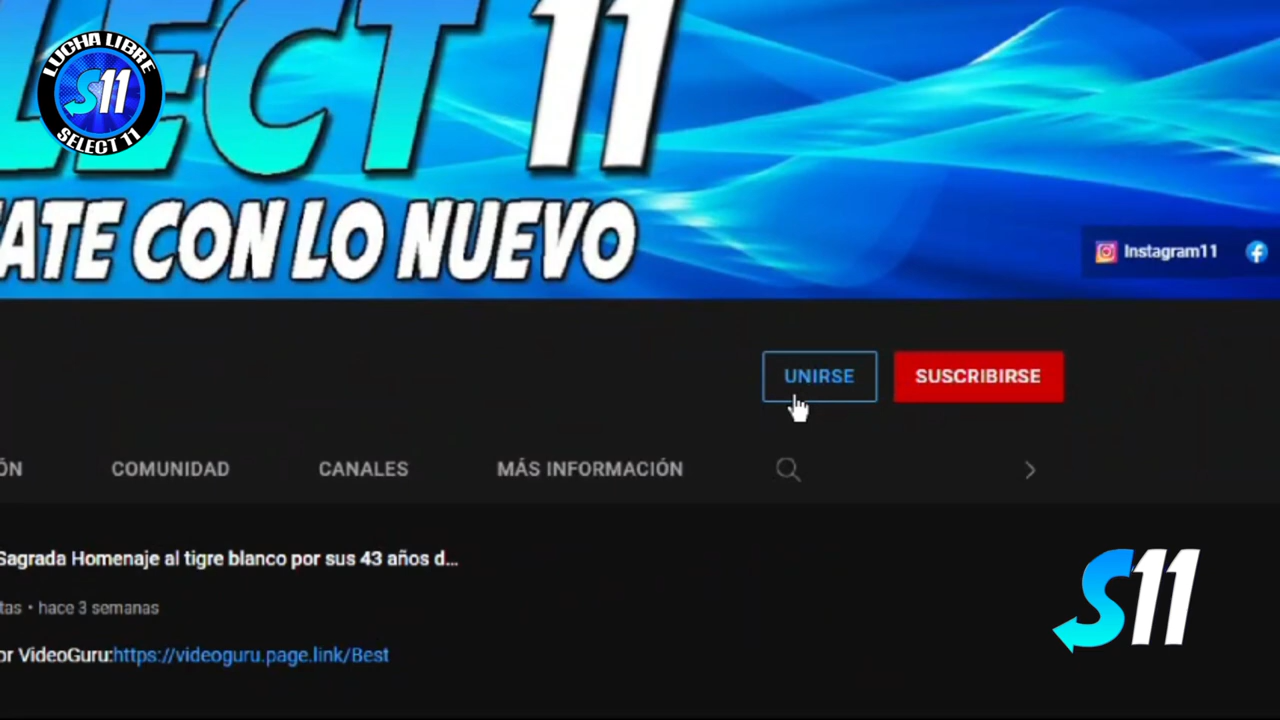 LECT 11
LUCHA LIBRE
S11
SELECT 11
ATE CON LO NUEVO
Instagram11
UNIRSE
SUSCRIBIRSE
ÓN
COMUNIDAD
CANALES
MÁS INFORMACIÓN
Sagrada Homenaje al tigre blanco por sus 43 años d...
tas • hace 3 semanas
or VideoGuru:https://videoguru.page.link/Best
S11